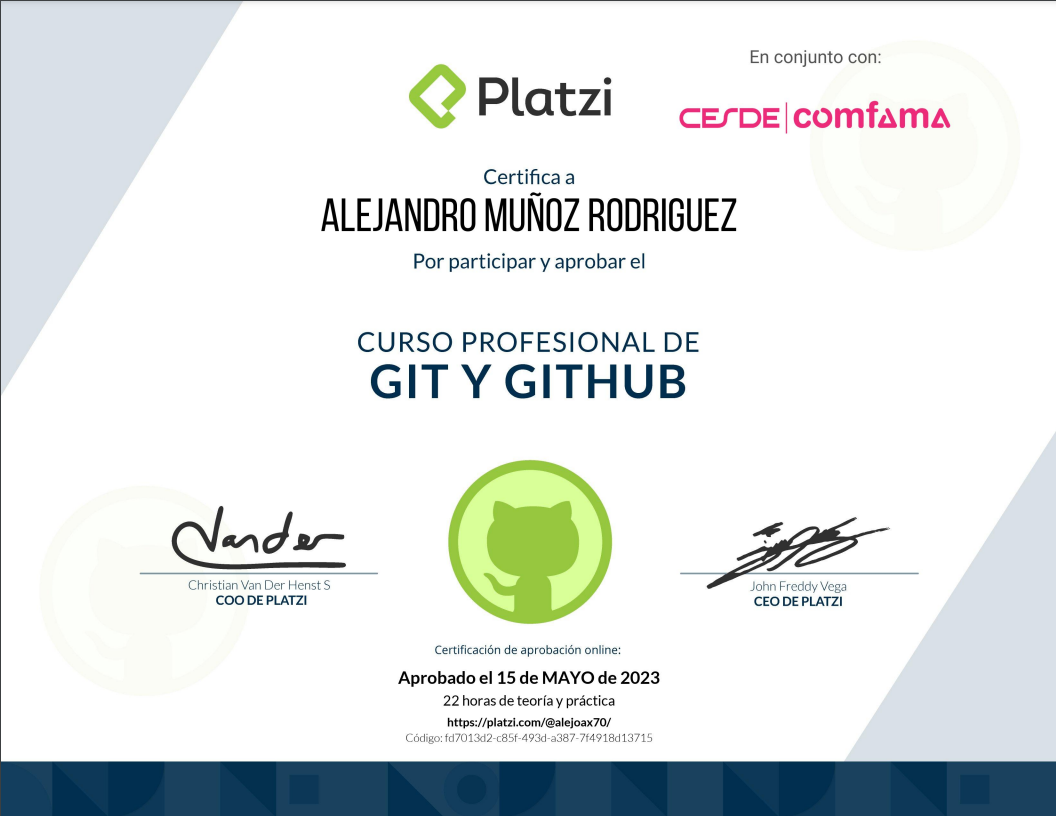 Platzi
En conjunto con:
CESDE | comfama
Certifica a
ALEJANDRO MUÑOZ RODRIGUEZ
Por participar y aprobar el
CURSO PROFESIONAL DE
GIT Y GITHUB
Vander
Christian Van Der Henst S
COO DE PLATZI
John Freddy Vega
CEO DE PLATZI
Certificación de aprobación online:
Aprobado el 15 de MAYO de 2023
22 horas de teoría y práctica
https://platzi.com/@alejoax70/
Código: fd7013d2-c85f-493d-a387-7f4918d13715